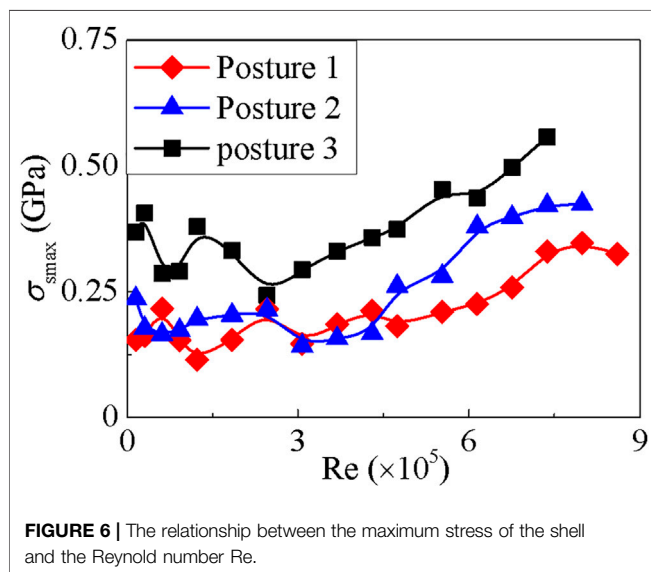 0.75
0.50
0.25
0
σsmax (GPa)
Posture 1
Posture 2
posture 3
0 3 6 9
Re (×10⁵)
FIGURE 6 | The relationship between the maximum stress of the shell
and the Reynold number Re.